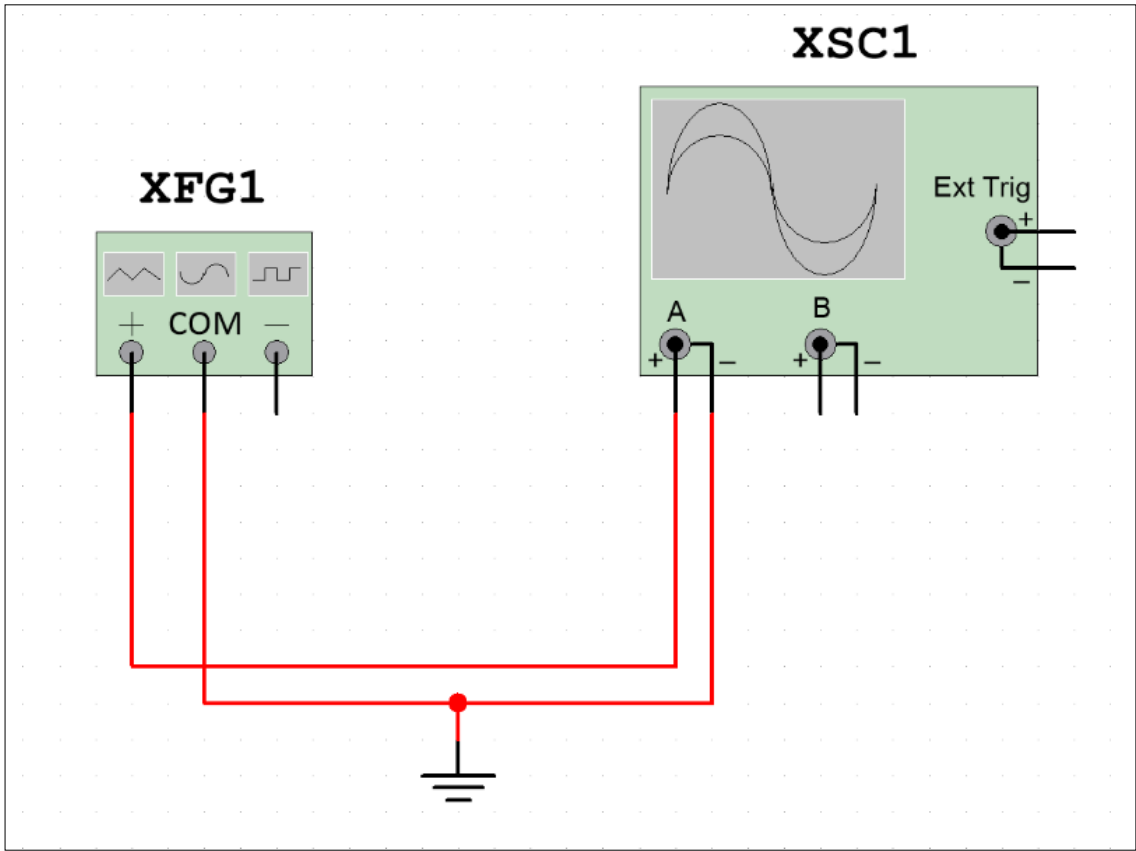 XSC1
XFG1
Ext Trig
+
−
+ COM −
A
+ −
B
+ −